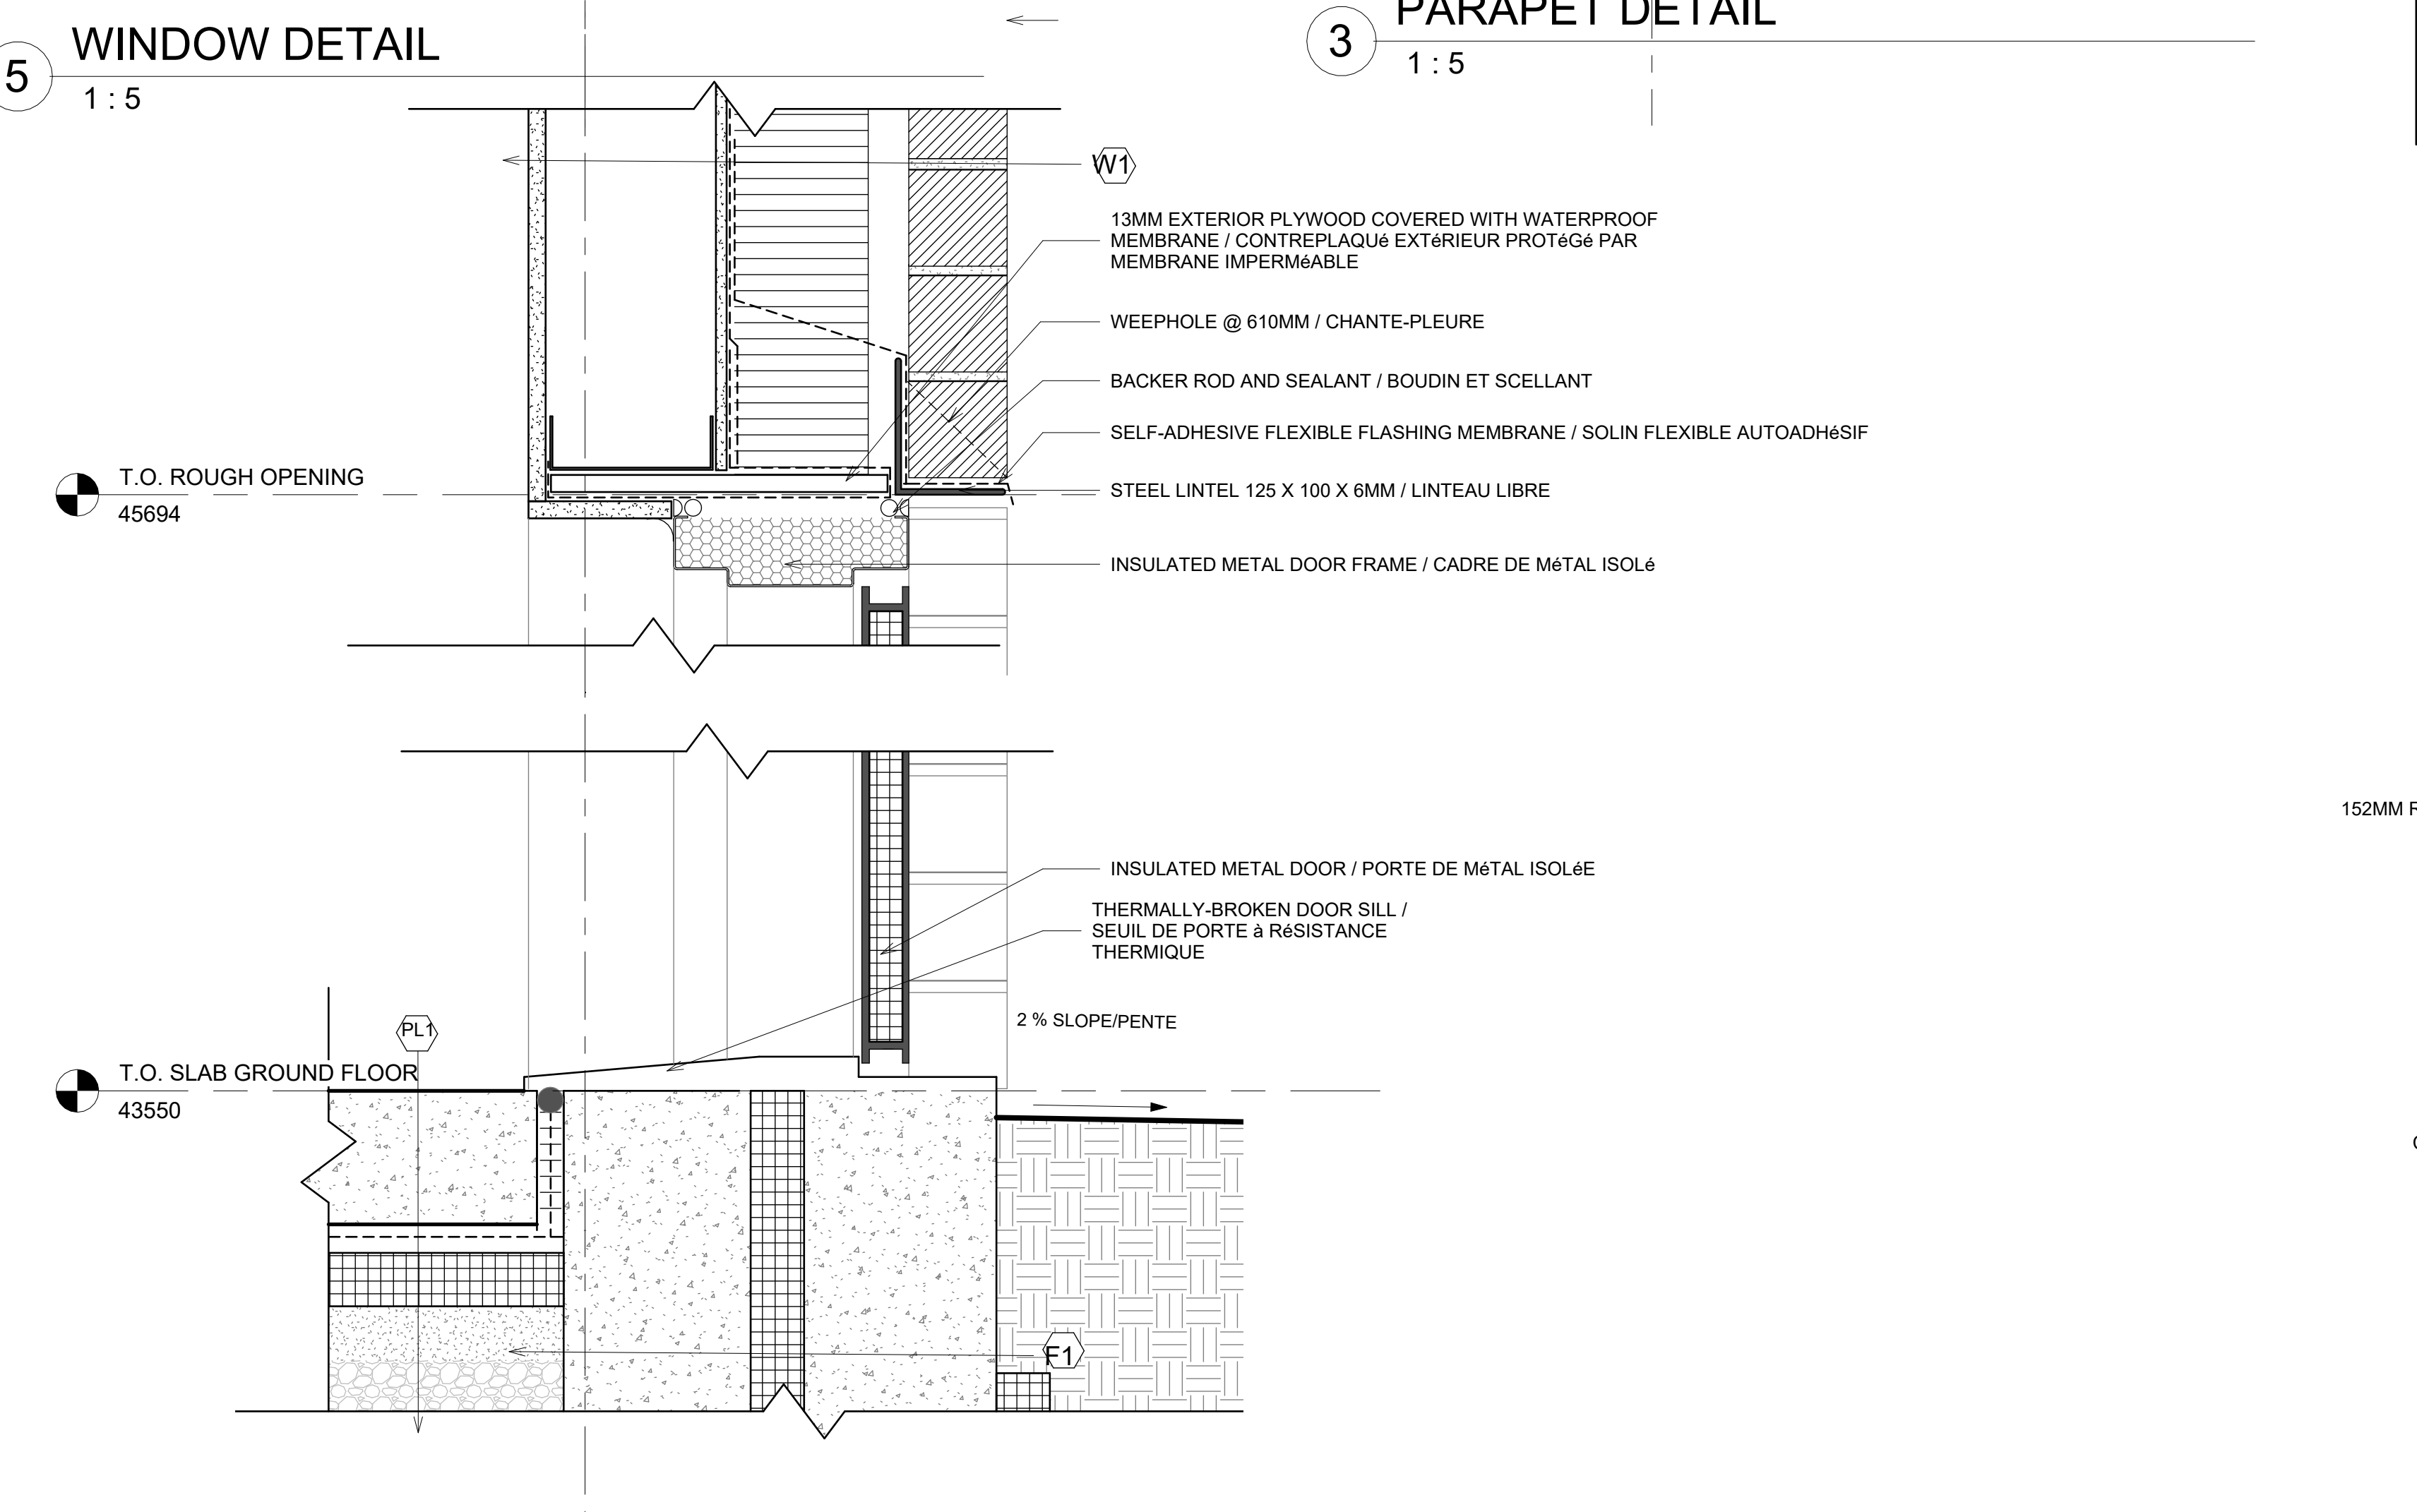 5
WINDOW DETAIL
1 : 5
3
PARAPET DETAIL
1 : 5
W1
13MM EXTERIOR PLYWOOD COVERED WITH WATERPROOF
MEMBRANE / CONTREPLAQUé EXTéRIEUR PROTéGé PAR
MEMBRANE IMPERMéABLE
WEEPHOLE @ 610MM / CHANTE-PLEURE
BACKER ROD AND SEALANT / BOUDIN ET SCELLANT
SELF-ADHESIVE FLEXIBLE FLASHING MEMBRANE / SOLIN FLEXIBLE AUTOADHéSIF
T.O. ROUGH OPENING
45694
STEEL LINTEL 125 X 100 X 6MM / LINTEAU LIBRE
INSULATED METAL DOOR FRAME / CADRE DE MéTAL ISOLé
152MM
INSULATED METAL DOOR / PORTE DE MéTAL ISOLéE
THERMALLY-BROKEN DOOR SILL /
SEUIL DE PORTE à RéSISTANCE
THERMIQUE
2 % SLOPE/PENTE
PL1
T.O. SLAB GROUND FLOOR
43550
F1